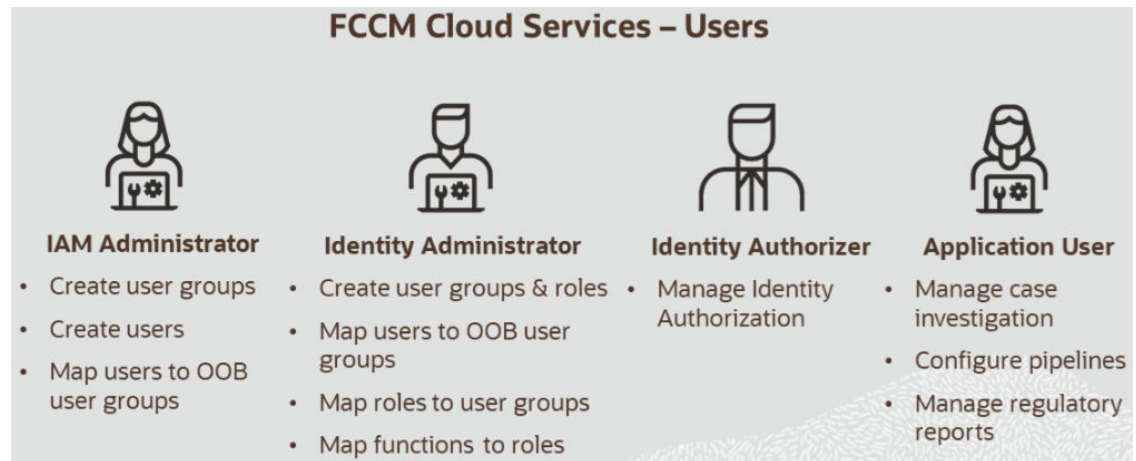 FCCM Cloud Services – Users
IAM Administrator
• Create user groups
• Create users
• Map users to OOB
user groups
Identity Administrator
• Create user groups & roles
• Map users to OOB user
groups
• Map roles to user groups
• Map functions to roles
Identity Authorizer
• Manage Identity
Authorization
Application User
• Manage case
investigation
• Configure pipelines
• Manage regulatory
reports